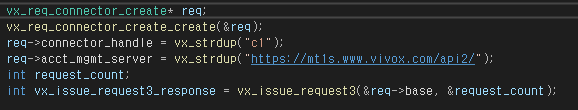 vx_req_connector_create* req;
vx_req_connector_create_create(&req);
req->connector_handle = vx_strdup("c1");
req->acct_mgmt_server = vx_strdup("https://mt1s.www.vivox.com/api2/");
int request_count;
int vx_issue_request3_response = vx_issue_request3(&req->base, &request_count);